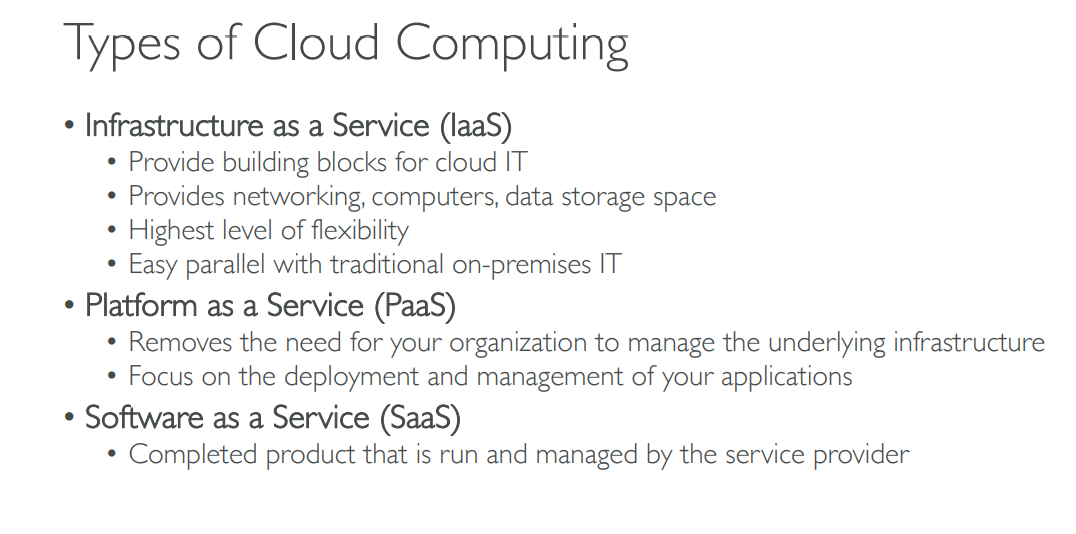 Types of Cloud Computing
• Infrastructure as a Service (IaaS)
• Provide building blocks for cloud IT
• Provides networking, computers, data storage space
• Highest level of flexibility
• Easy parallel with traditional on-premises IT
• Platform as a Service (PaaS)
• Removes the need for your organization to manage the underlying infrastructure
• Focus on the deployment and management of your applications
• Software as a Service (SaaS)
• Completed product that is run and managed by the service provider